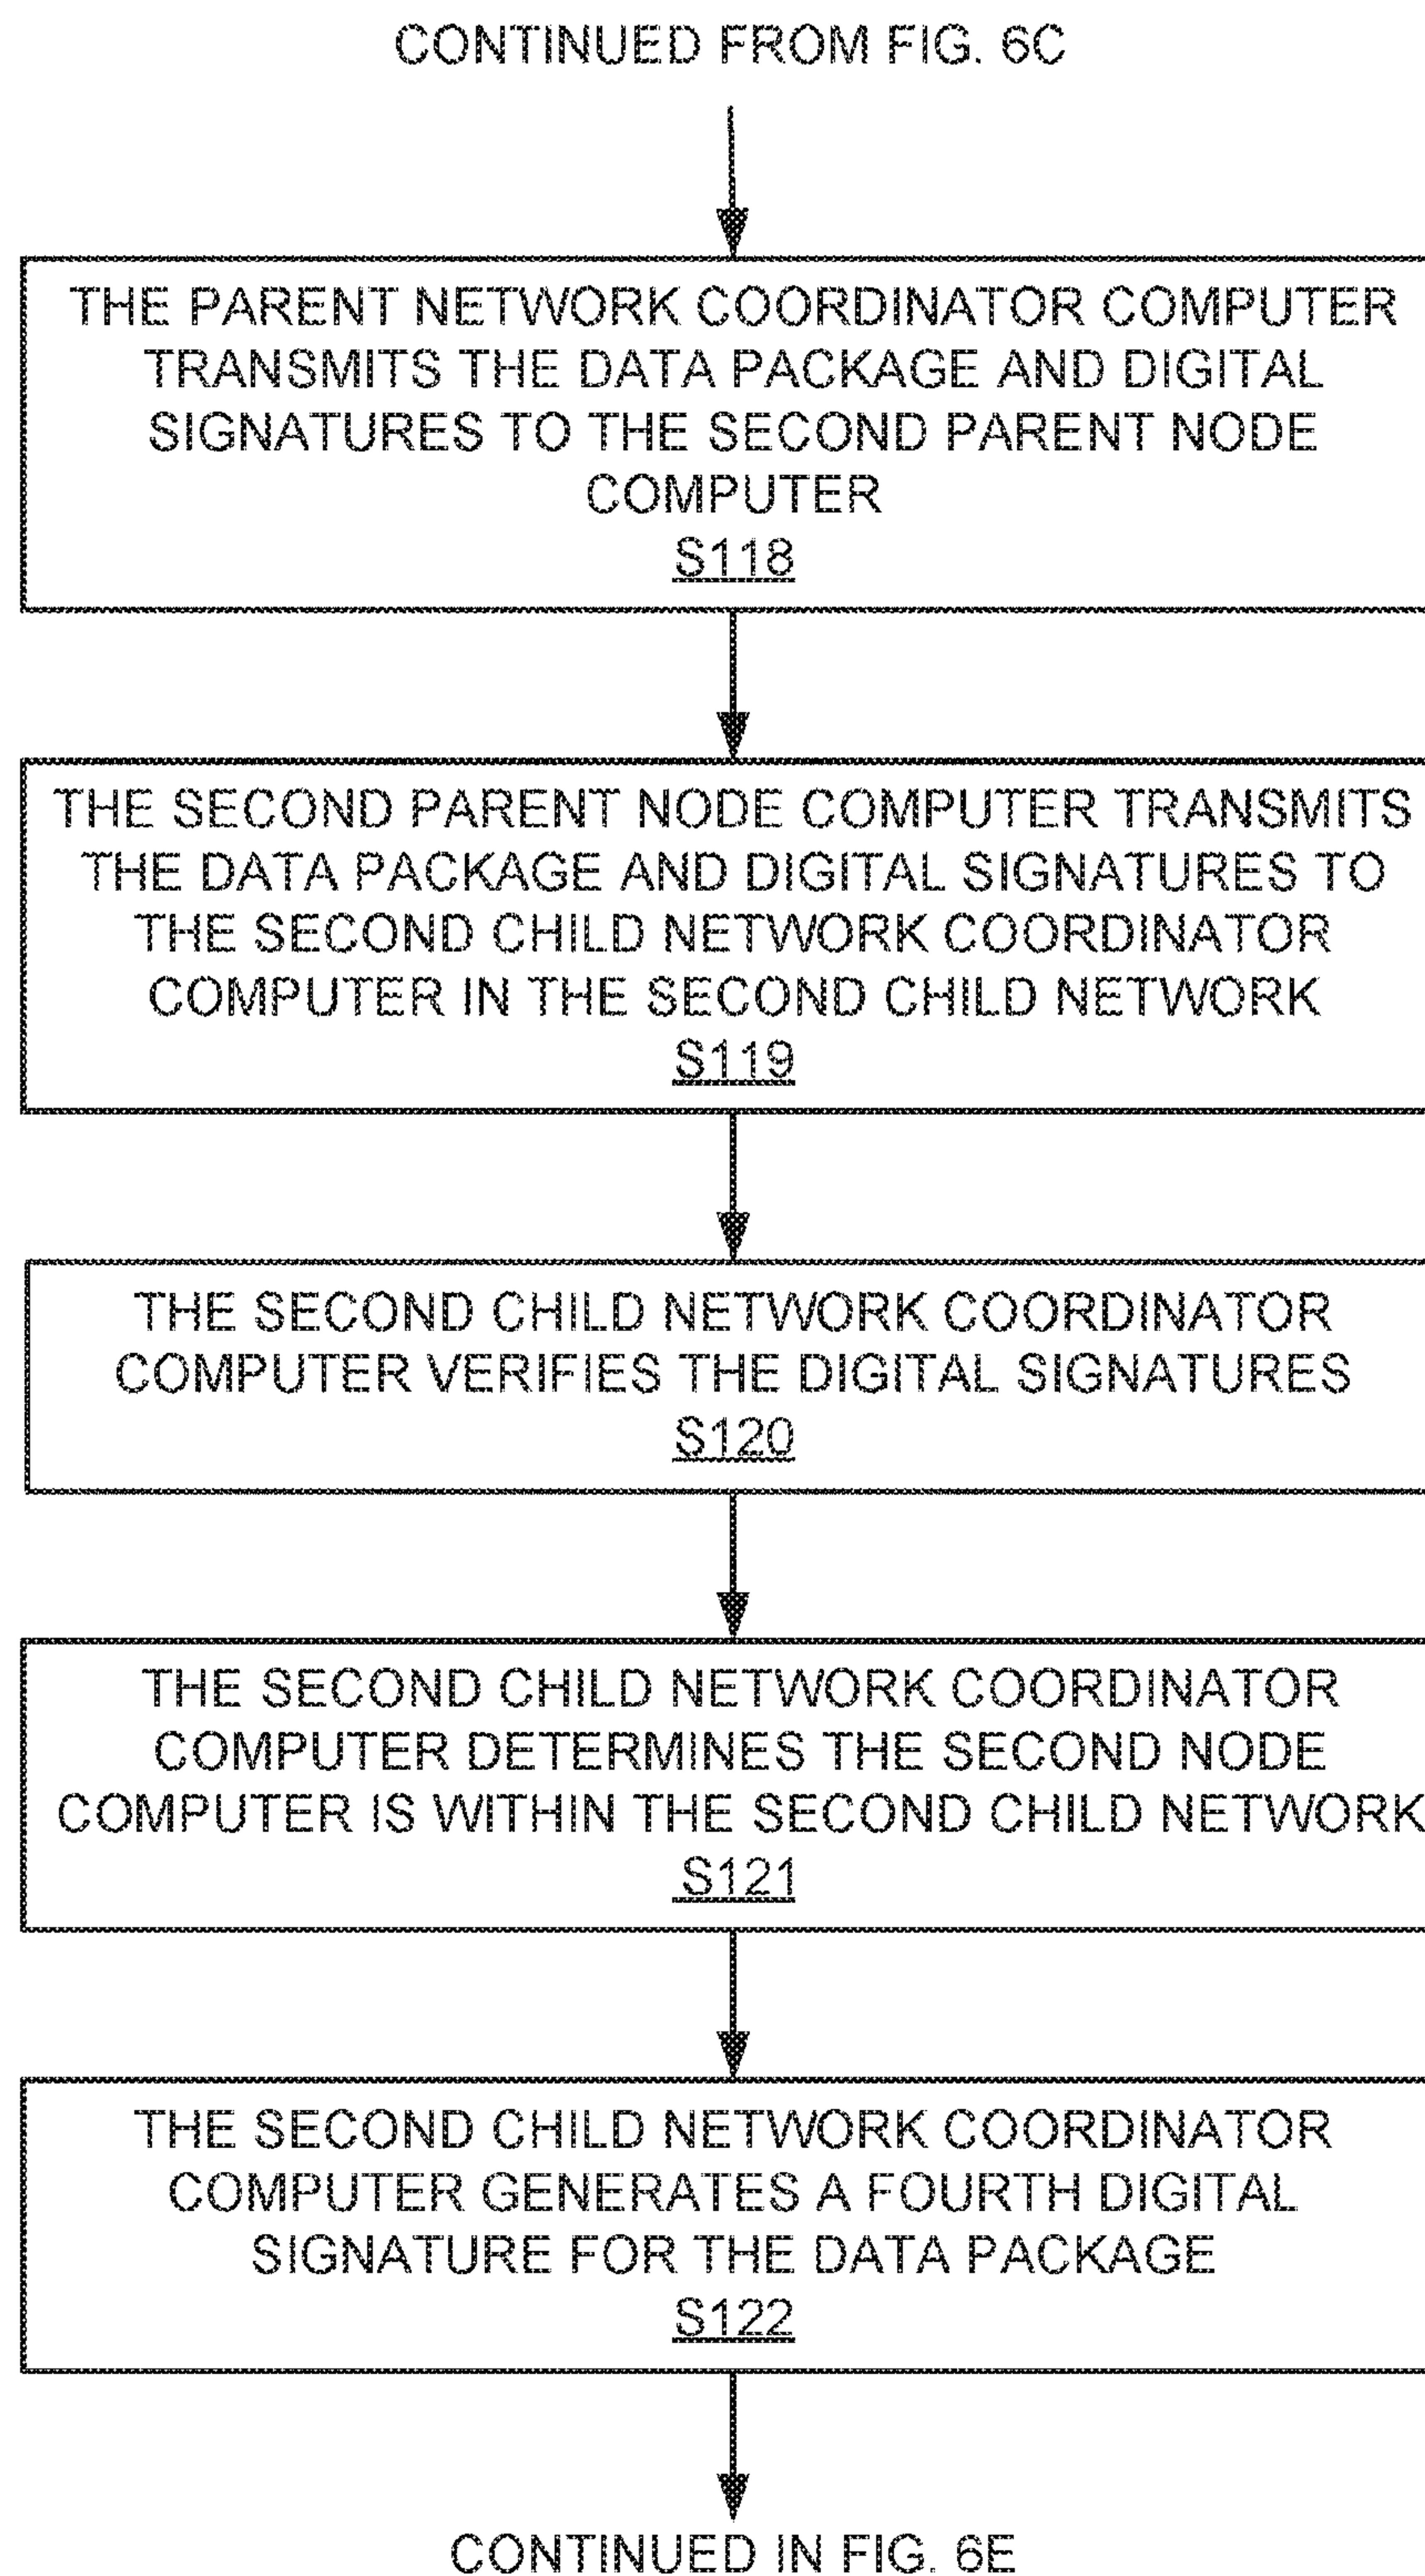 CONTINUED FROM FIG. 6C
THE PARENT NETWORK COORDINATOR COMPUTER
TRANSMITS THE DATA PACKAGE AND DIGITAL
SIGNATURES TO THE SECOND PARENT NODE
COMPUTER
S118
THE SECOND PARENT NODE COMPUTER TRANSMITS
THE DATA PACKAGE AND DIGITAL SIGNATURES TO
THE SECOND CHILD NETWORK COORDINATOR
COMPUTER IN THE SECOND CHILD NETWORK
S119
THE SECOND CHILD NETWORK COORDINATOR
COMPUTER VERIFIES THE DIGITAL SIGNATURES
S120
THE SECOND CHILD NETWORK COORDINATOR
COMPUTER DETERMINES THE SECOND NODE
COMPUTER IS WITHIN THE SECOND CHILD NETWORK
S121
THE SECOND CHILD NETWORK COORDINATOR
COMPUTER GENERATES A FOURTH DIGITAL
SIGNATURE FOR THE DATA PACKAGE
S122
CONTINUED IN FIG. 6E